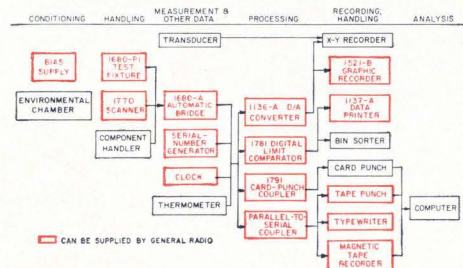 CONDITIONING
HANDLING
MEASUREMENT &
OTHER DATA
PROCESSING
RECORDING,
HANDLING
ANALYSIS
TRANSDUCER
X-Y RECORDER
BIAS
SUPPLY
1680-P1
TEST
FIXTURE
1680-A
AUTOMATIC
BRIDGE
1136-A D/A
CONVERTER
1521-B
GRAPHIC
RECORDER
ENVIRONMENTAL
CHAMBER
1770
SCANNER
1137-A
DATA
PRINTER
COMPONENT
HANDLER
SERIAL-
NUMBER
GENERATOR
1781 DIGITAL
LIMIT
COMPARATOR
BIN SORTER
CLOCK
1791
CARD-PUNCH
COUPLER
CARD PUNCH
THERMOMETER
TAPE PUNCH
COMPUTER
PARALLEL-TO-
SERIAL
COUPLER
TYPEWRITER
MAGNETIC
TAPE
RECORDER
CAN BE SUPPLIED BY GENERAL RADIO